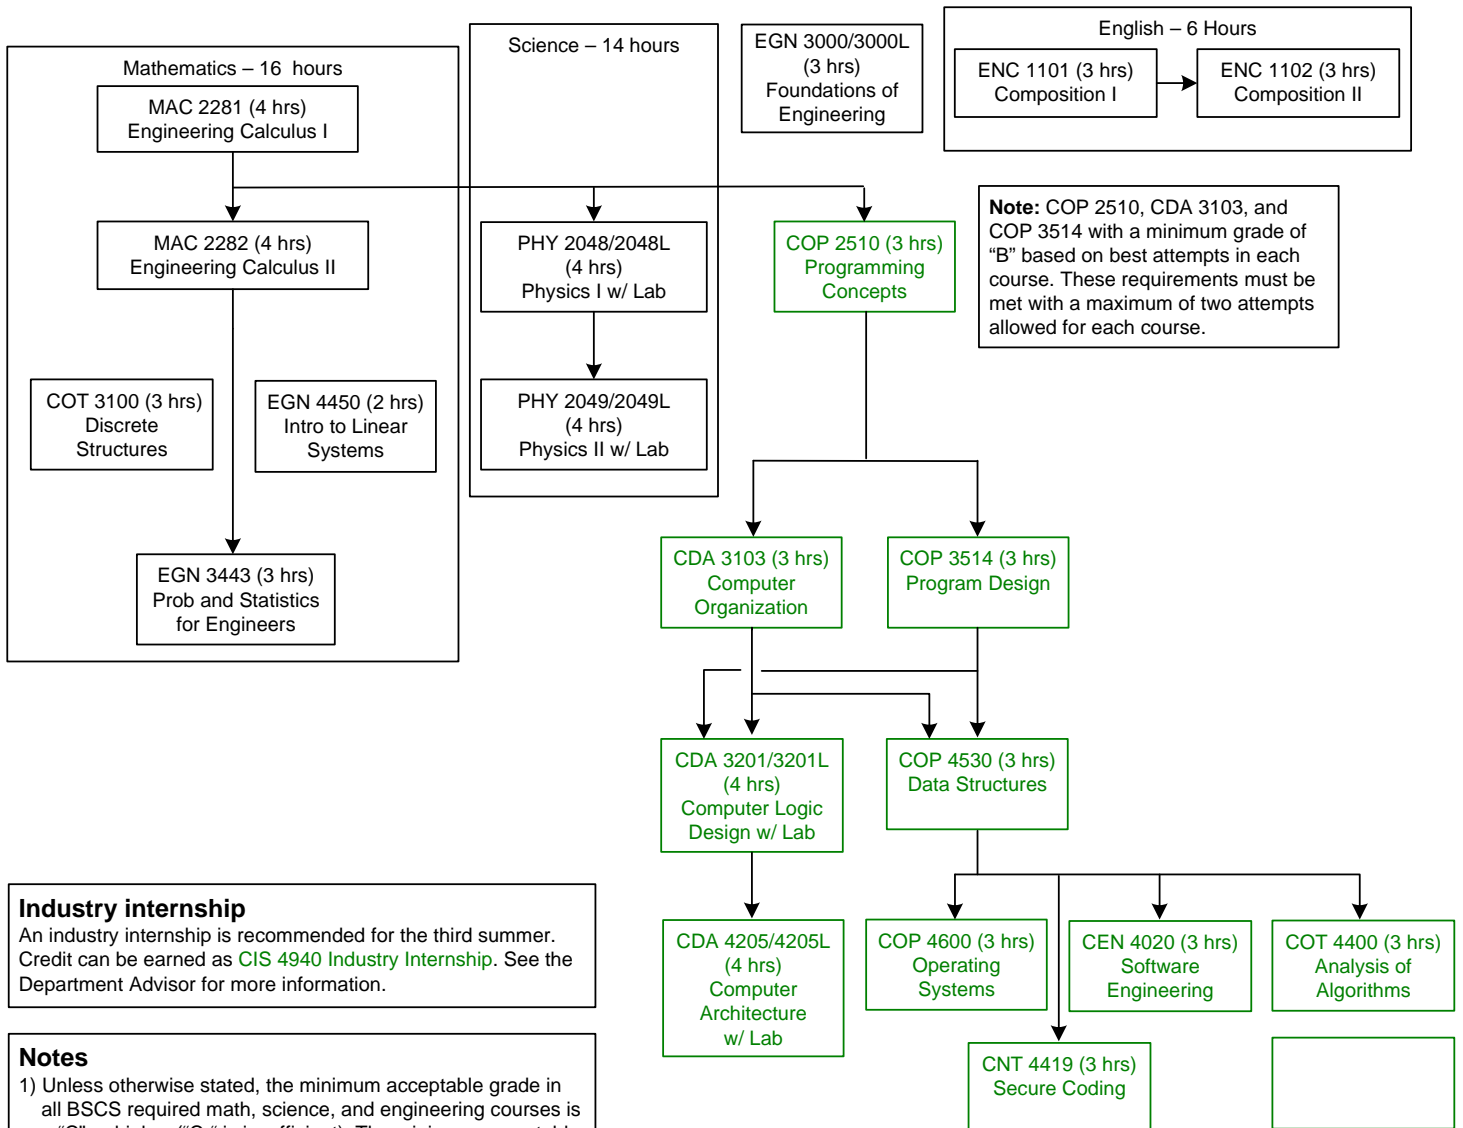 Mathematics – 16 hours
MAC 2281 (4 hrs)
Engineering Calculus I
MAC 2282 (4 hrs)
Engineering Calculus II
COT 3100 (3 hrs)
Discrete
Structures
EGN 4450 (2 hrs)
Intro to Linear
Systems
EGN 3443 (3 hrs)
Prob and Statistics
for Engineers
Science – 14 hours
PHY 2048/2048L
(4 hrs)
Physics I w/ Lab
PHY 2049/2049L
(4 hrs)
Physics II w/ Lab
EGN 3000/3000L
(3 hrs)
Foundations of
Engineering
English – 6 Hours
ENC 1101 (3 hrs)
Composition I
ENC 1102 (3 hrs)
Composition II
COP 2510 (3 hrs)
Programming
Concepts
Note: COP 2510, CDA 3103, and
COP 3514 with a minimum grade of
“B” based on best attempts in each
course. These requirements must be
met with a maximum of two attempts
allowed for each course.
CDA 3103 (3 hrs)
Computer
Organization
COP 3514 (3 hrs)
Program Design
CDA 3201/3201L
(4 hrs)
Computer Logic
Design w/ Lab
COP 4530 (3 hrs)
Data Structures
CDA 4205/4205L
(4 hrs)
Computer
Architecture
w/ Lab
COP 4600 (3 hrs)
Operating
Systems
CEN 4020 (3 hrs)
Software
Engineering
COT 4400 (3 hrs)
Analysis of
Algorithms
CNT 4419 (3 hrs)
Secure Coding
Industry internship
An industry internship is recommended for the third summer.
Credit can be earned as CIS 4940 Industry Internship. See the
Department Advisor for more information.
Notes
1) Unless otherwise stated, the minimum acceptable grade in
all BSCS required math, science, and engineering courses is